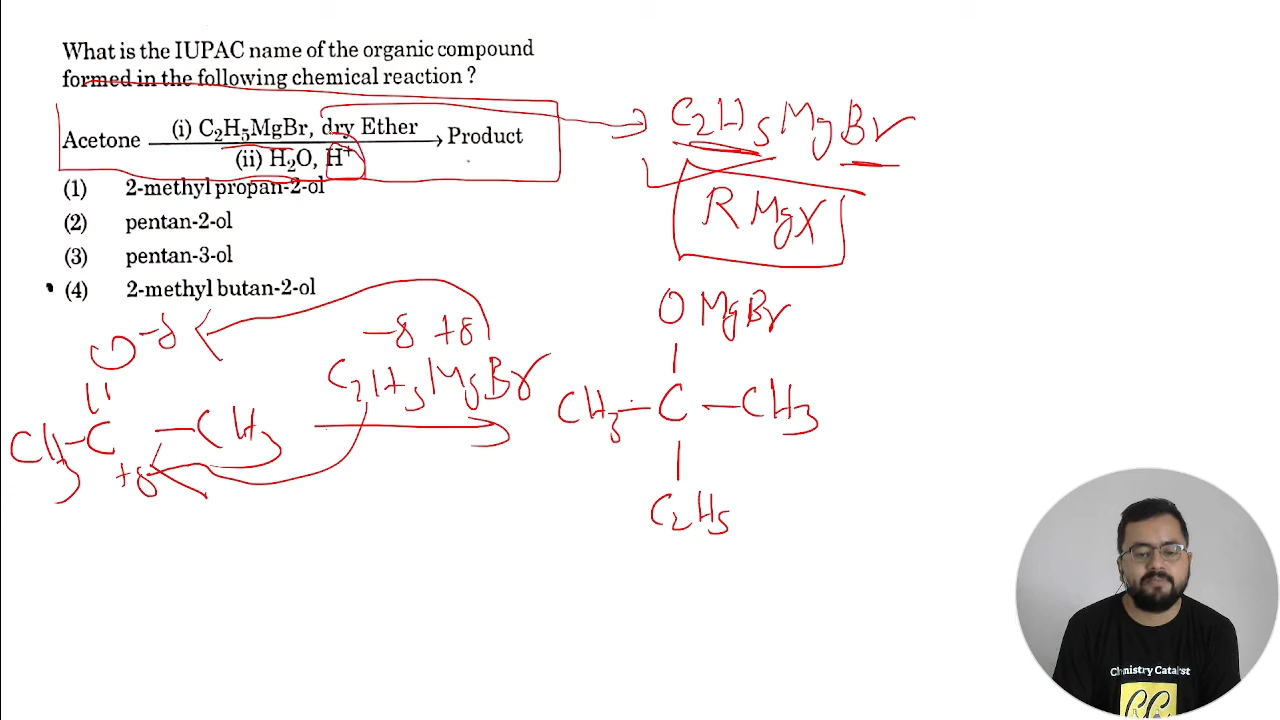 What is the IUPAC name of the organic compound
formed in the following chemical reaction ?
Acetone (i) C₂H₅MgBr, dry Ether → Product
(ii) H₂O, H⁺
(1) 2-methyl propan-2-ol
(2) pentan-2-ol
(3) pentan-3-ol
(4) 2-methyl butan-2-ol
C₂H₅MgBr
RMgX
O -δ
CH₃-C-CH₃
+δ
-δ +δ
C₂H₅MgBr
OMgBr
CH₃-C-CH₃
C₂H₅
Chemistry Catalyst
CC